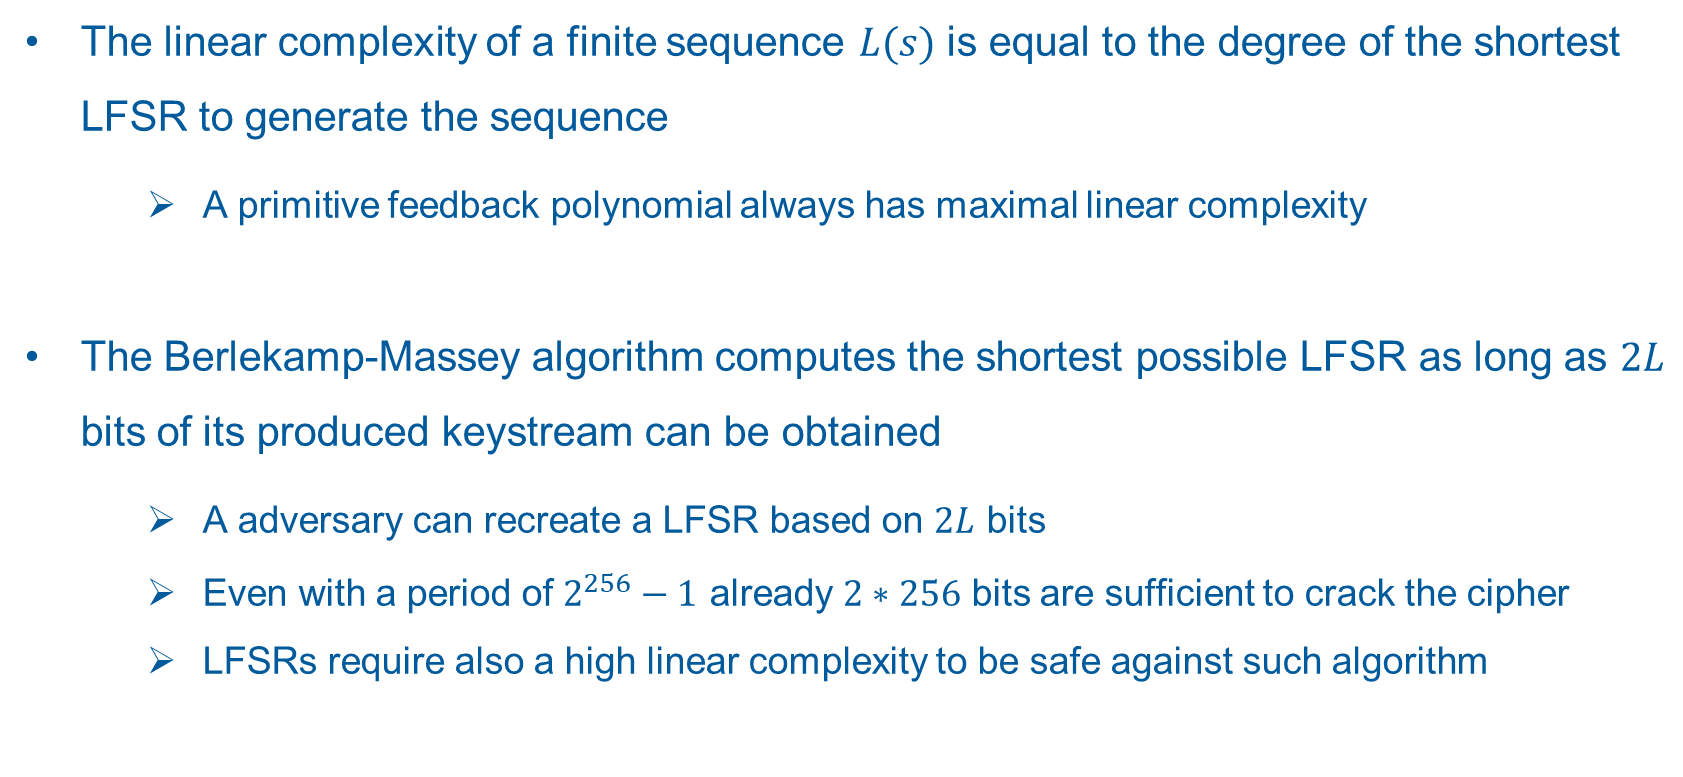 • The linear complexity of a finite sequence L(s) is equal to the degree of the shortest
LFSR to generate the sequence
➢ A primitive feedback polynomial always has maximal linear complexity
• The Berlekamp-Massey algorithm computes the shortest possible LFSR as long as 2L
bits of its produced keystream can be obtained
➢ A adversary can recreate a LFSR based on 2L bits
➢ Even with a period of 2²⁵⁶ − 1 already 2 ∗ 256 bits are sufficient to crack the cipher
➢ LFSRs require also a high linear complexity to be safe against such algorithm